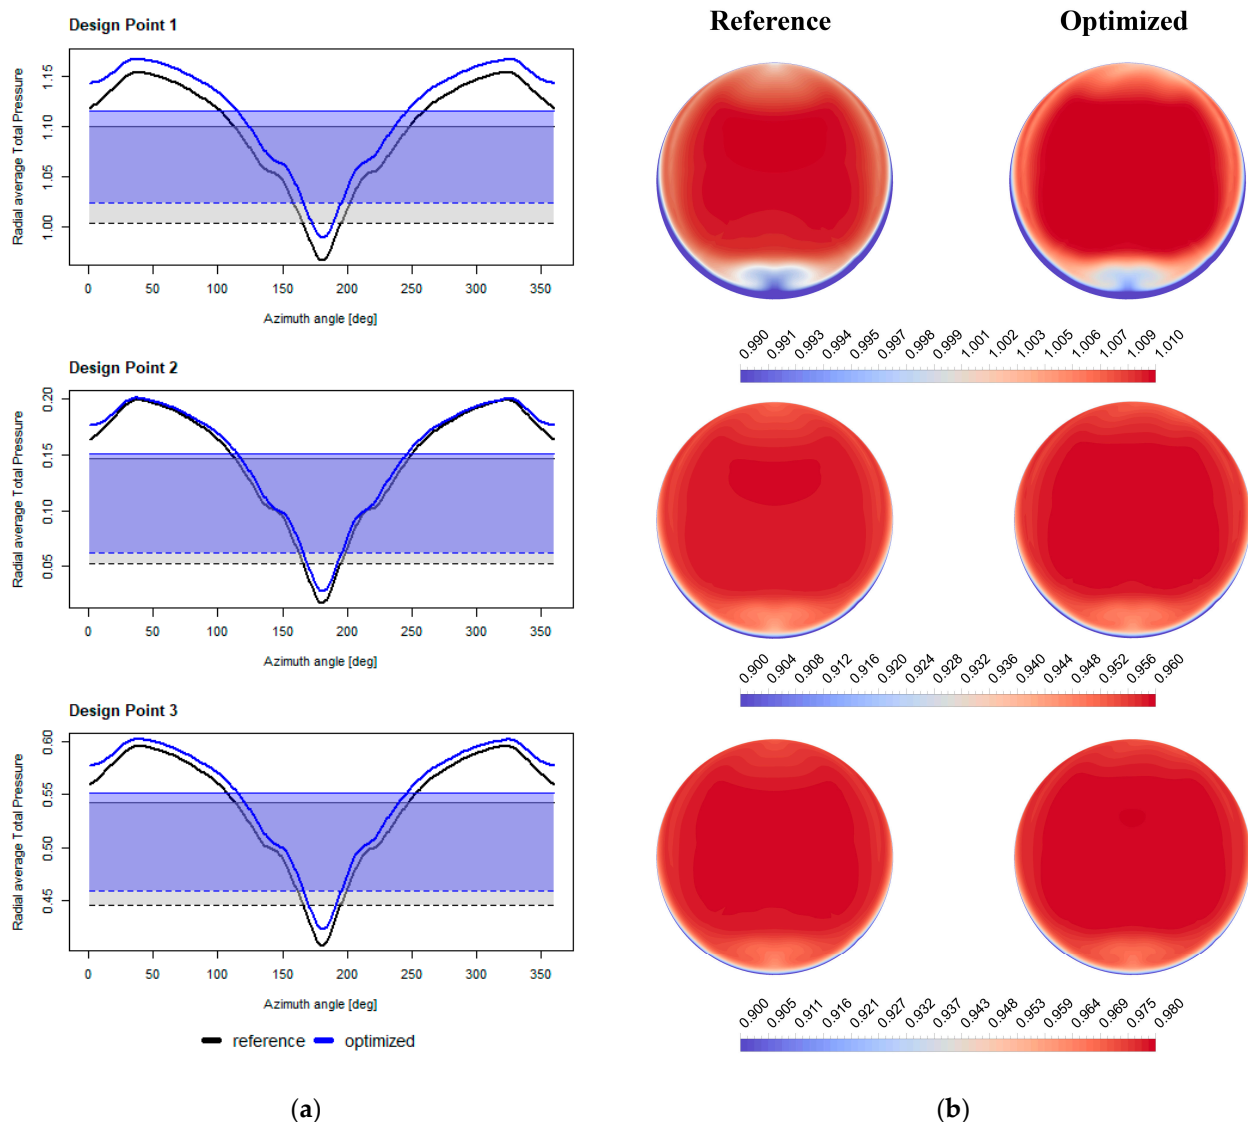 Design Point 1
Radial average Total Pressure
1.15
1.10
1.05
1.00
0 50 100 150 200 250 300 350
Azimuth angle [deg]
Design Point 2
Radial average Total Pressure
0.20
0.15
0.10
0.05
0 50 100 150 200 250 300 350
Azimuth angle [deg]
Design Point 3
Radial average Total Pressure
0.60
0.55
0.50
0.45
0 50 100 150 200 250 300 350
Azimuth angle [deg]
reference optimized
(a)
Reference Optimized
0.990 0.991 0.993 0.994 0.995 0.997 0.998 0.999 1.001 1.002 1.003 1.005 1.006 1.007 1.009 1.010
0.900 0.904 0.908 0.912 0.916 0.920 0.924 0.928 0.932 0.936 0.940 0.944 0.948 0.952 0.956 0.960
0.900 0.905 0.911 0.916 0.921 0.927 0.932 0.937 0.943 0.948 0.953 0.959 0.964 0.969 0.975 0.980
(b)